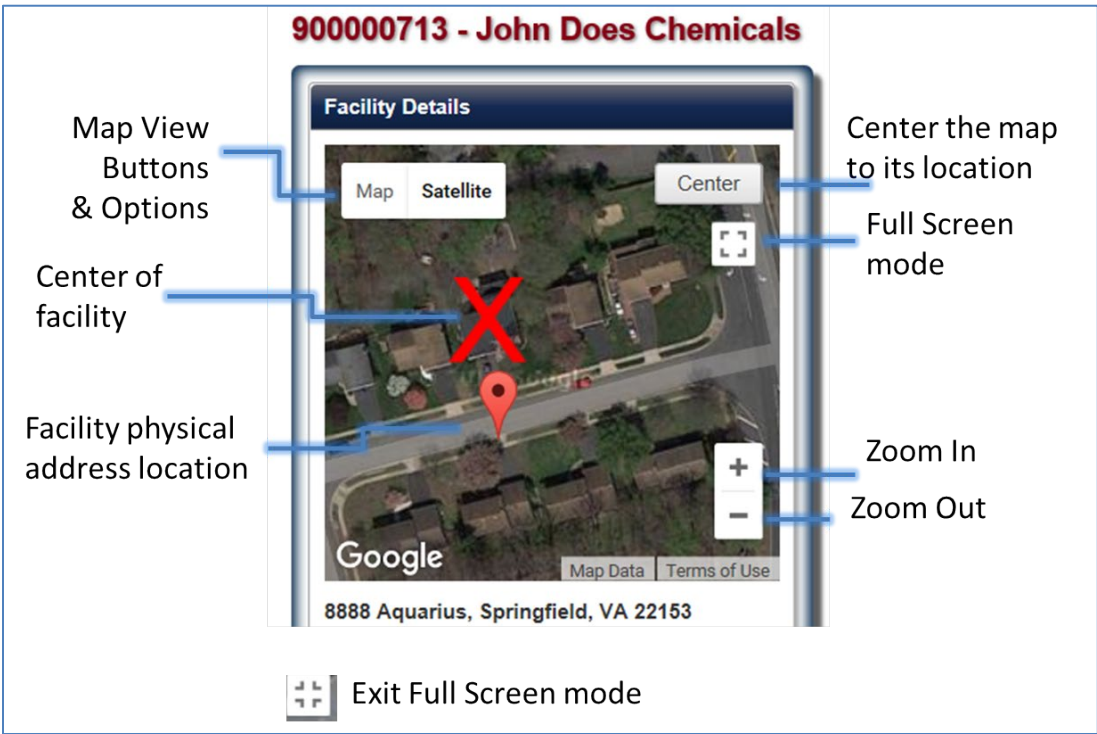 900000713 - John Does Chemicals
Facility Details
Map View
Buttons
& Options
Map
Satellite
Center
Center the map
to its location
Full Screen
mode
Center of
facility
X
Facility physical
address location
Zoom In
Zoom Out
+
−
Google
Map Data
Terms of Use
8888 Aquarius, Springfield, VA 22153
Exit Full Screen mode